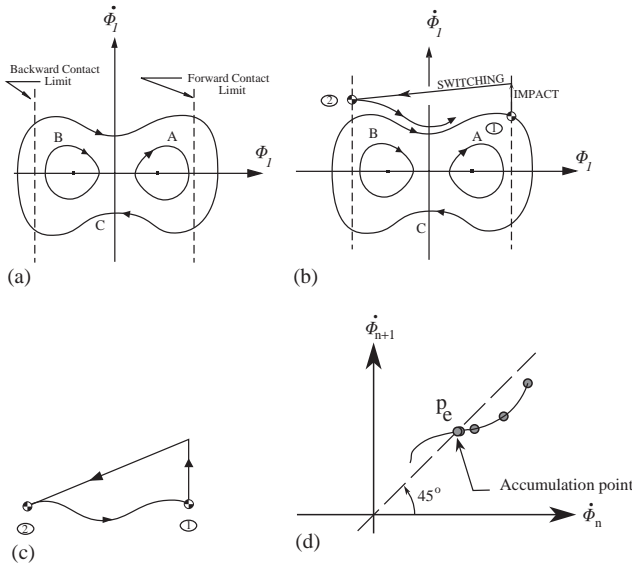 Φ̇₁
Backward Contact
Limit
Forward Contact
Limit
B
A
Φ₁
C
(a)
Φ̇₁
SWITCHING
2
IMPACT
1
B
A
Φ₁
C
(b)
2
1
(c)
Φ̇ₙ₊₁
pₑ
Accumulation point
45°
Φ̇ₙ
(d)